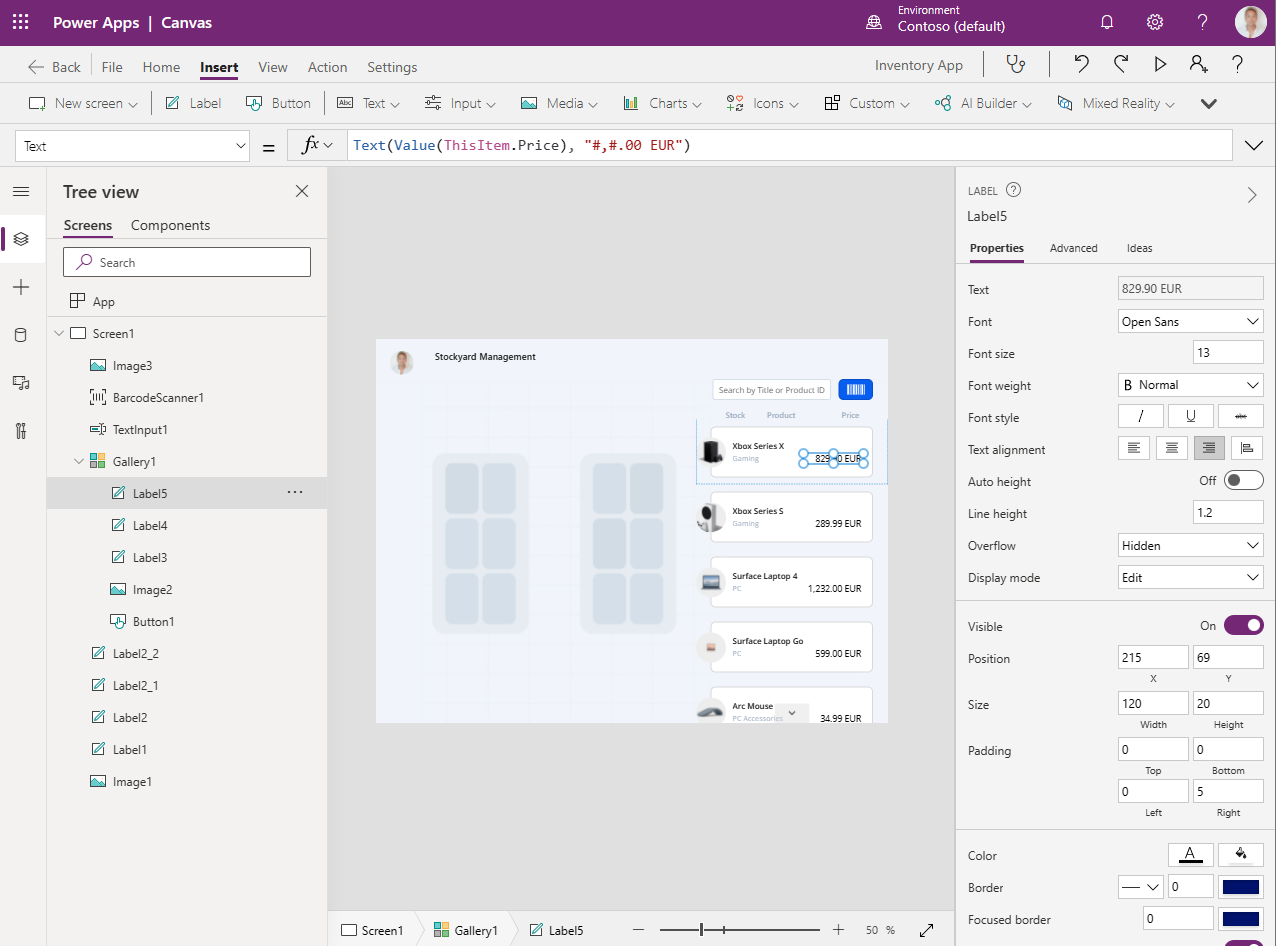 Power Apps | Canvas
Environment
Contoso (default)
Back File Home Insert View Action Settings
Inventory App
New screen Label Button Text Input Media Charts Icons Custom AI Builder Mixed Reality
Abc
Text = fx Text(Value(ThisItem.Price), "#,#.00 EUR")
Tree view
Screens Components
Search
App
Screen1
Image3
BarcodeScanner1
TextInput1
Gallery1
Label5
Label4
Label3
Image2
Button1
Label2_2
Label2_1
Label2
Label1
Image1
Stockyard Management
Search by Title or Product ID
Stock Product Price
Xbox Series X
Gaming
EUR
Xbox Series S
Gaming
289.99 EUR
Surface Laptop 4
PC
1,232.00 EUR
Surface Laptop Go
PC
599.00 EUR
Arc Mouse
PC Accessories
34.99 EUR
Screen1 Gallery1 Label5
50 %
LABEL ?
Label5
Properties Advanced Ideas
Text 829.90 EUR
Font Open Sans
Font size 13
Font weight B Normal
Font style / U abc
Text alignment
Auto height Off
Line height 1.2
Overflow Hidden
Display mode Edit
Visible On
Position 215 69
X Y
Size 120 20
Width Height
Padding 0 0
Top Bottom
0 5
Left Right
Color A
Border 0
Focused border 0